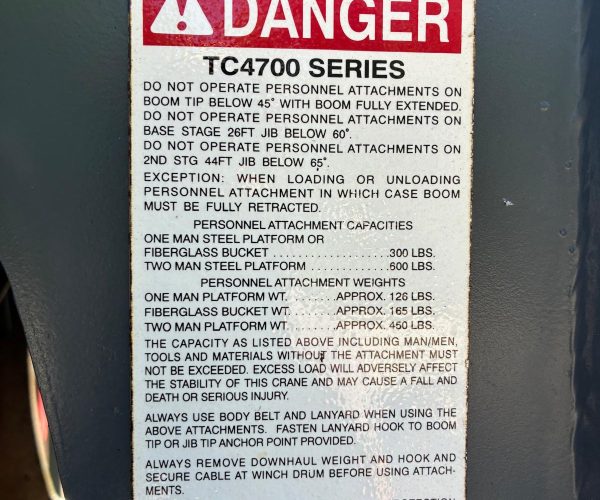 DANGER
TC4700 SERIES
DO NOT OPERATE PERSONNEL ATTACHMENTS ON
BOOM TIP BELOW 45° WITH BOOM FULLY EXTENDED.
DO NOT OPERATE PERSONNEL ATTACHMENTS ON
BASE STAGE 26FT JIB BELOW 60°.
DO NOT OPERATE PERSONNEL ATTACHMENTS ON
2ND STG 44FT JIB BELOW 65°.
EXCEPTION: WHEN LOADING OR UNLOADING
PERSONNEL ATTACHMENT IN WHICH CASE BOOM
MUST BE FULLY RETRACTED.
PERSONNEL ATTACHMENT CAPACITIES
ONE MAN STEEL PLATFORM OR
FIBERGLASS BUCKET ...................300 LBS.
TWO MAN STEEL PLATFORM ............600 LBS.
PERSONNEL ATTACHMENT WEIGHTS
ONE MAN PLATFORM WT. .......APPROX. 126 LBS.
FIBERGLASS BUCKET WT. .......APPROX. 165 LBS.
TWO MAN PLATFORM WT. .......APPROX. 450 LBS.
THE CAPACITY AS LISTED ABOVE INCLUDING MAN/MEN,
TOOLS AND MATERIALS WITHOUT THE ATTACHMENT MUST
NOT BE EXCEEDED. EXCESS LOAD WILL ADVERSELY AFFECT
THE STABILITY OF THIS CRANE AND MAY CAUSE A FALL AND
DEATH OR SERIOUS INJURY.
ALWAYS USE BODY BELT AND LANYARD WHEN USING THE
ABOVE ATTACHMENTS. FASTEN LANYARD HOOK TO BOOM
TIP OR JIB TIP ANCHOR POINT PROVIDED.
ALWAYS REMOVE DOWNHAUL WEIGHT AND HOOK AND
SECURE CABLE AT WINCH DRUM BEFORE USING ATTACH-
MENTS.